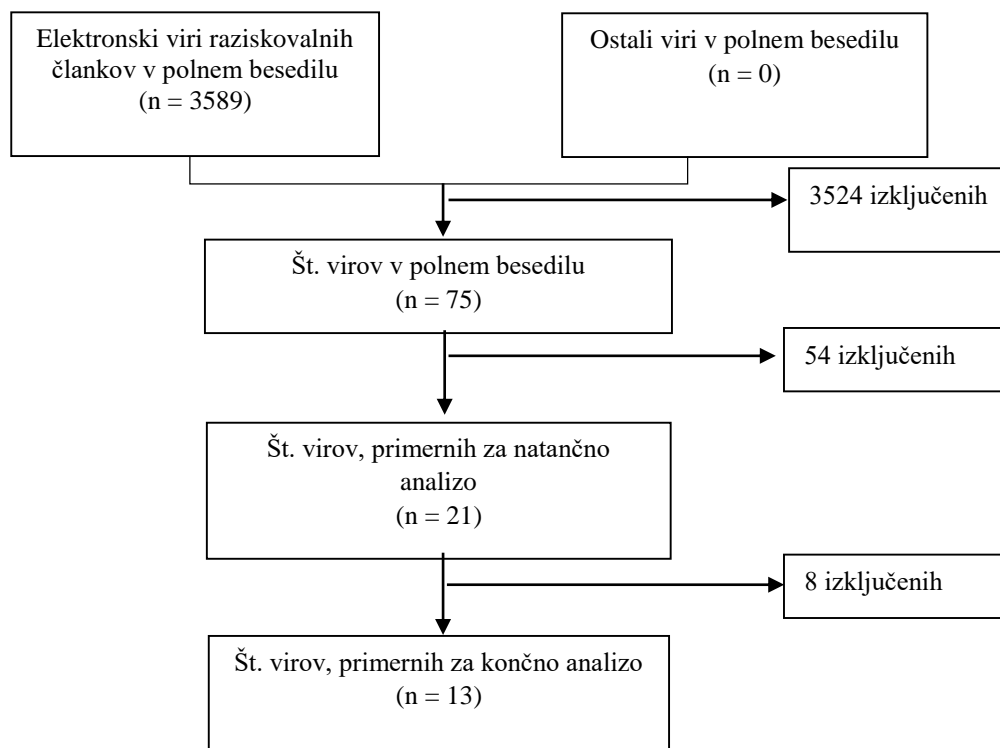 Elektronski viri raziskovalnih
člankov v polnem besedilu
(n = 3589)
Ostali viri v polnem besedilu
(n = 0)
3524 izključenih
Št. virov v polnem besedilu
(n = 75)
54 izključenih
Št. virov, primernih za natančno
analizo
(n = 21)
8 izključenih
Št. virov, primernih za končno analizo
(n = 13)